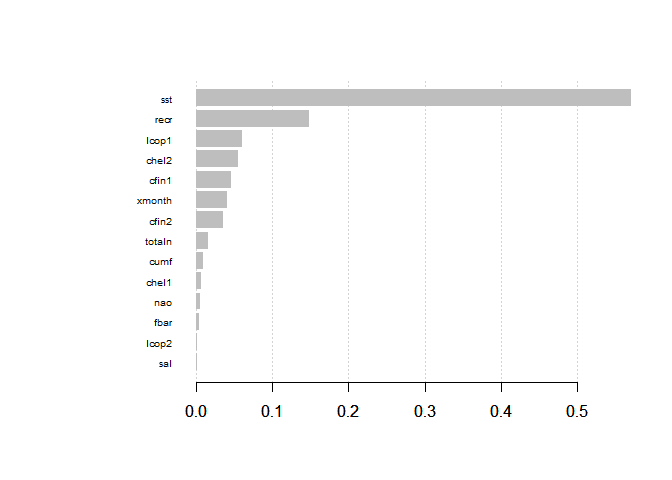 sst
recr
lcop1
chel2
cfin1
xmonth
cfin2
totaln
cumf
chel1
nao
fbar
lcop2
sal
0.0 0.1 0.2 0.3 0.4 0.5